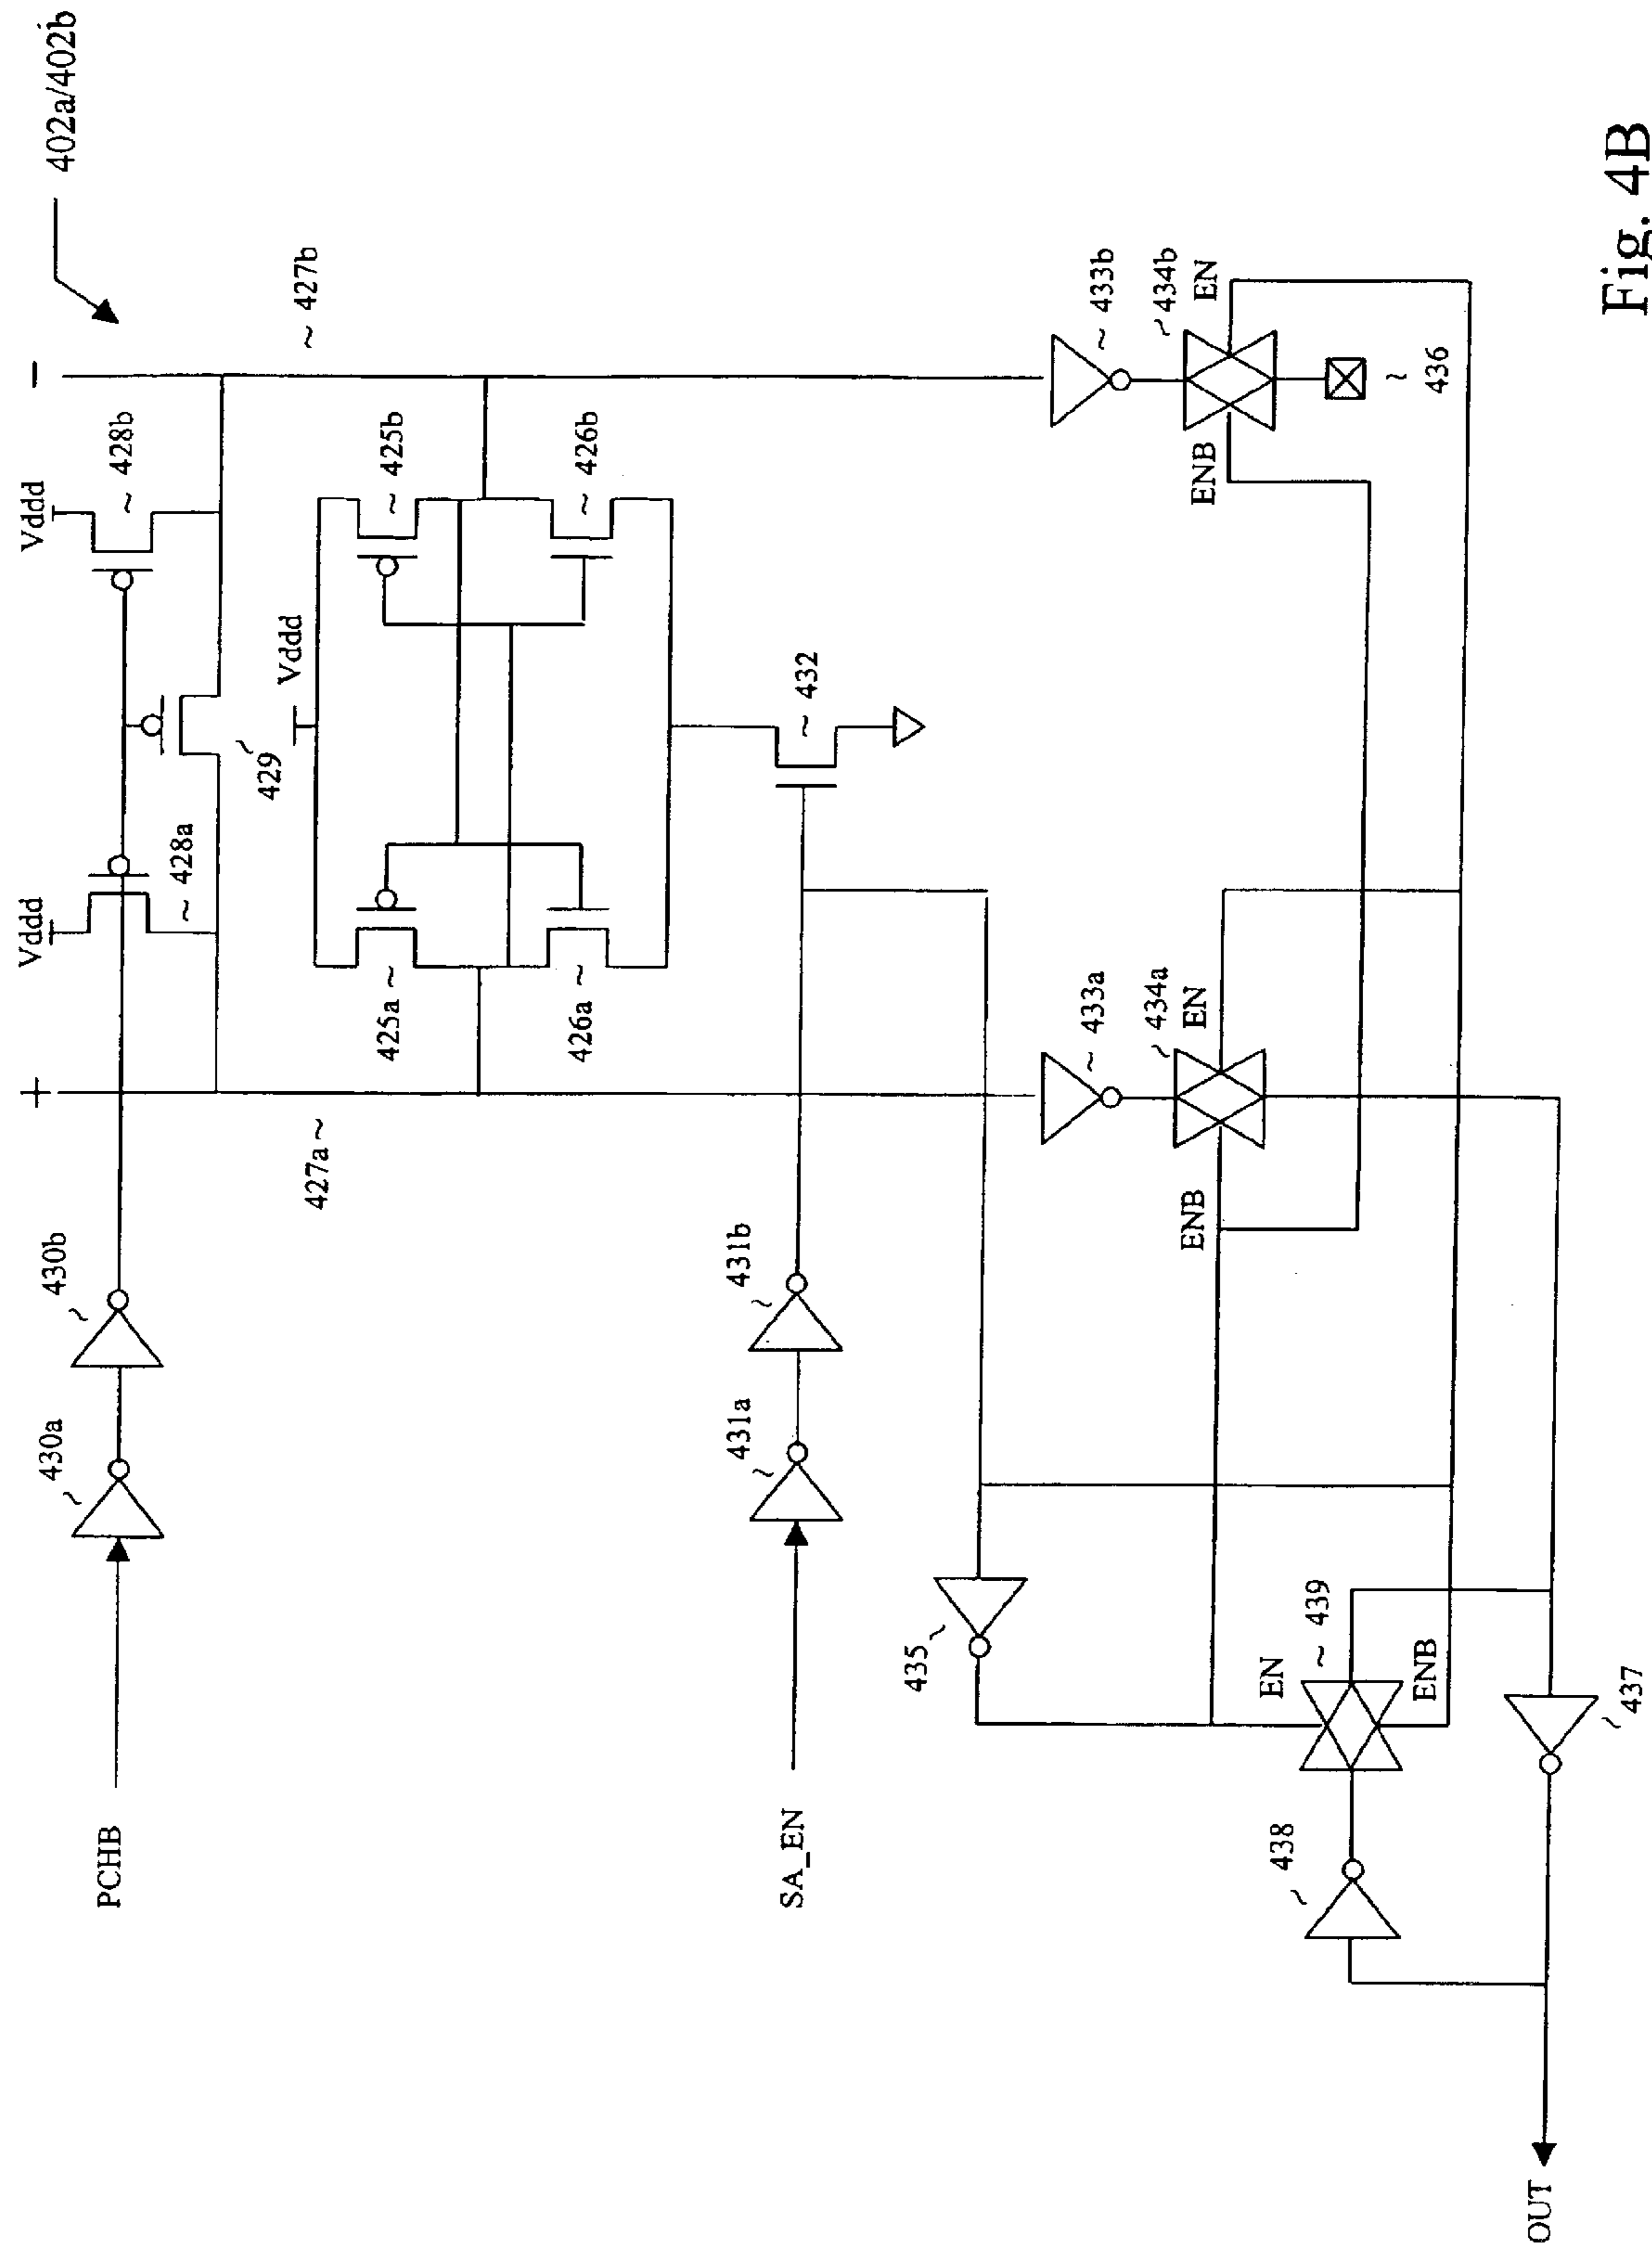 402a/402b
+
−
Vddd
Vddd
428a
428b
429
430a
430b
PCHB
427a
427b
Vddd
425a
425b
426a
426b
431a
431b
432
SA_EN
435
433a
433b
434a
434b
EN
EN
ENB
ENB
436
EN
439
438
ENB
437
OUT
Fig. 4B